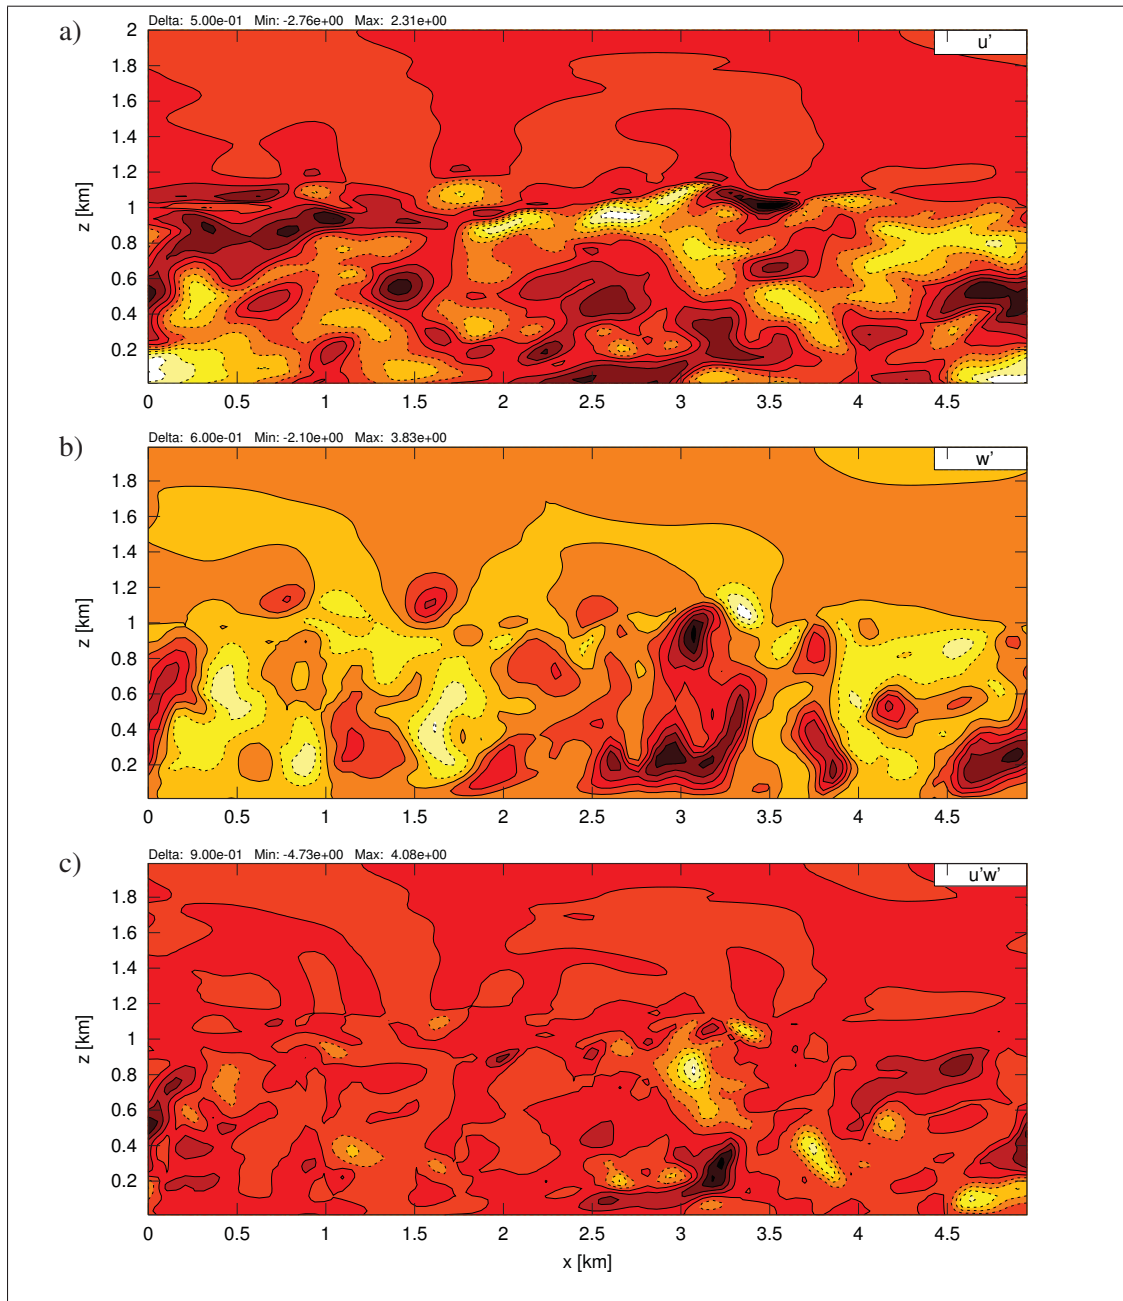 a)
Delta: 5.00e-01 Min: -2.76e+00 Max: 2.31e+00
u'
2
1.8
1.6
1.4
1.2
1
0.8
0.6
0.4
0.2
z [km]
0 0.5 1 1.5 2 2.5 3 3.5 4 4.5
b)
Delta: 6.00e-01 Min: -2.10e+00 Max: 3.83e+00
w'
1.8
1.6
1.4
1.2
1
0.8
0.6
0.4
0.2
z [km]
0 0.5 1 1.5 2 2.5 3 3.5 4 4.5
c)
Delta: 9.00e-01 Min: -4.73e+00 Max: 4.08e+00
u'w'
1.8
1.6
1.4
1.2
1
0.8
0.6
0.4
0.2
z [km]
0 0.5 1 1.5 2 2.5 3 3.5 4 4.5
x [km]